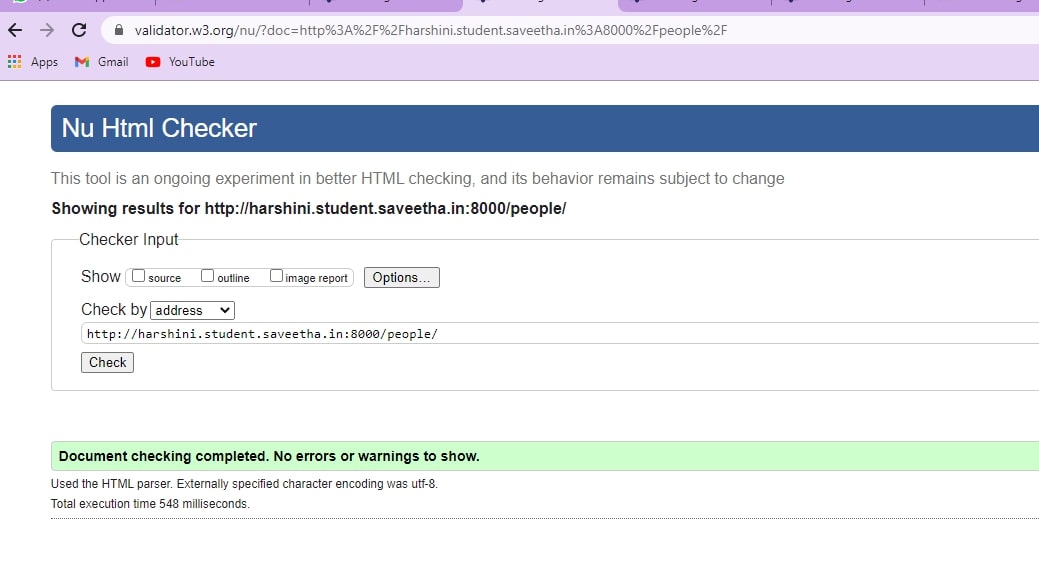 validator.w3.org/nu/?doc=http%3A%2F%2Fharshini.student.saveetha.in%3A8000%2Fpeople%2F
Apps Gmail YouTube
Nu Html Checker
This tool is an ongoing experiment in better HTML checking, and its behavior remains subject to change
Showing results for http://harshini.student.saveetha.in:8000/people/
Checker Input
Show source outline image report Options...
Check by address
http://harshini.student.saveetha.in:8000/people/
Check
Document checking completed. No errors or warnings to show.
Used the HTML parser. Externally specified character encoding was utf-8.
Total execution time 548 milliseconds.